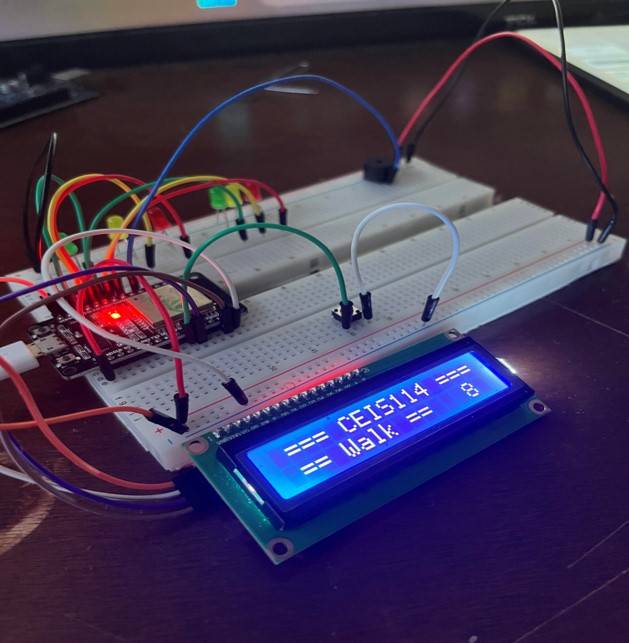 === CEIS114 ===
== Walk ==    8